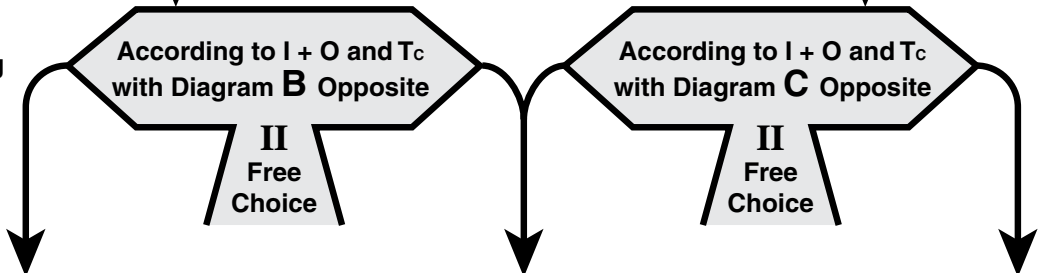 According to I + O and Tc
with Diagram B Opposite
II
Free
Choice
According to I + O and Tc
with Diagram C Opposite
II
Free
Choice